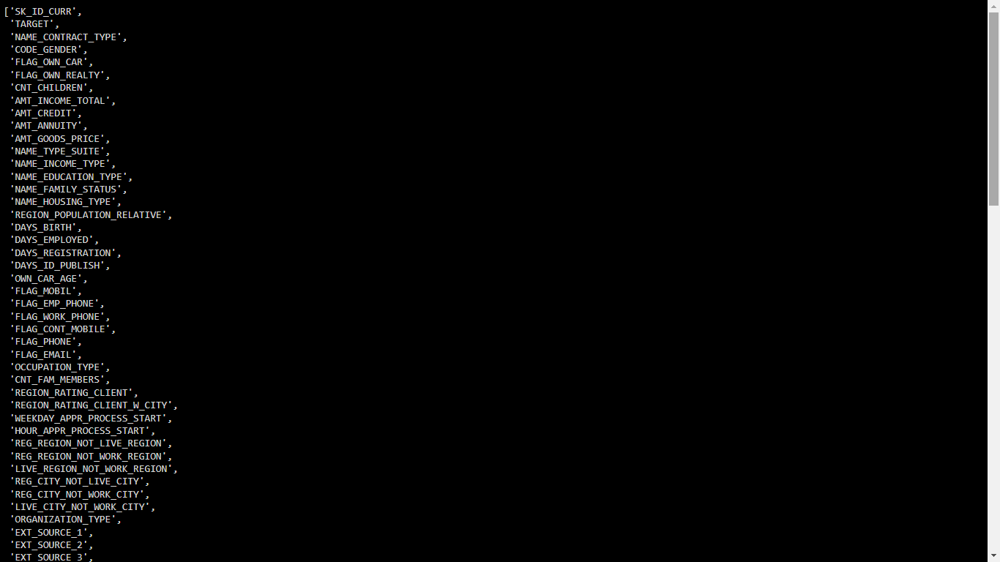 ['SK_ID_CURR',
'TARGET',
'NAME_CONTRACT_TYPE',
'CODE_GENDER',
'FLAG_OWN_CAR',
'FLAG_OWN_REALTY',
'CNT_CHILDREN',
'AMT_INCOME_TOTAL',
'AMT_CREDIT',
'AMT_ANNUITY',
'AMT_GOODS_PRICE',
'NAME_TYPE_SUITE',
'NAME_INCOME_TYPE',
'NAME_EDUCATION_TYPE',
'NAME_FAMILY_STATUS',
'NAME_HOUSING_TYPE',
'REGION_POPULATION_RELATIVE',
'DAYS_BIRTH',
'DAYS_EMPLOYED',
'DAYS_REGISTRATION',
'DAYS_ID_PUBLISH',
'OWN_CAR_AGE',
'FLAG_MOBIL',
'FLAG_EMP_PHONE',
'FLAG_WORK_PHONE',
'FLAG_CONT_MOBILE',
'FLAG_PHONE',
'FLAG_EMAIL',
'OCCUPATION_TYPE',
'CNT_FAM_MEMBERS',
'REGION_RATING_CLIENT',
'REGION_RATING_CLIENT_W_CITY',
'WEEKDAY_APPR_PROCESS_START',
'HOUR_APPR_PROCESS_START',
'REG_REGION_NOT_LIVE_REGION',
'REG_REGION_NOT_WORK_REGION',
'LIVE_REGION_NOT_WORK_REGION',
'REG_CITY_NOT_LIVE_CITY',
'REG_CITY_NOT_WORK_CITY',
'LIVE_CITY_NOT_WORK_CITY',
'ORGANIZATION_TYPE',
'EXT_SOURCE_1',
'EXT_SOURCE_2',
'EXT_SOURCE_3',